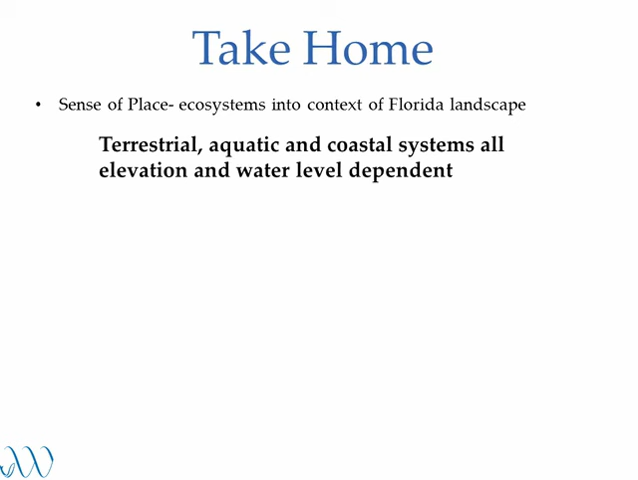 Take Home
• Sense of Place- ecosystems into context of Florida landscape
Terrestrial, aquatic and coastal systems all
elevation and water level dependent